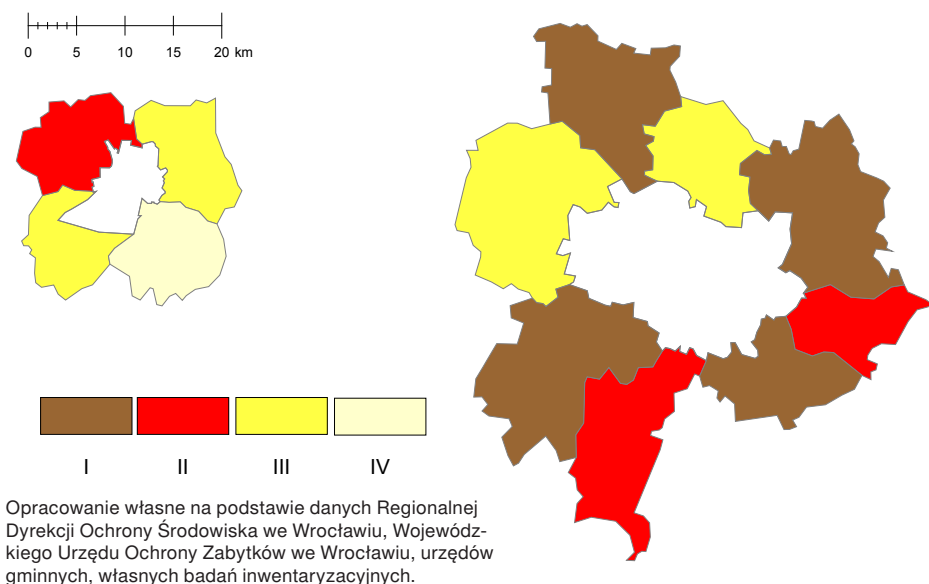 0 5 10 15 20 km
I II III IV
Opracowanie własne na podstawie danych Regionalnej
Dyrekcji Ochrony Środowiska we Wrocławiu, Wojewódz-
kiego Urzędu Ochrony Zabytków we Wrocławiu, urzędów
gminnych, własnych badań inwentaryzacyjnych.